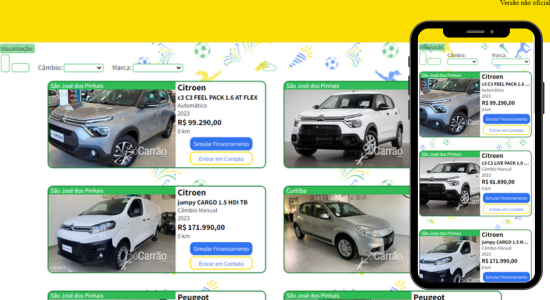 Versão não oficial
Visualização
Câmbio:
Marca:
São José dos Pinhais
Citroen
c3 C3 FEEL PACK 1.6 AT FLEX
Automático
2023
R$ 99.290,00
0 km
Simular Financiamento
Entrar em Contato
Carrão
Carrão
São José dos Pinhais
São José dos Pinhais
Citroen
jumpy CARGO 1.5 HDI TB
Câmbio Manual
2023
R$ 171.990,00
0 km
Simular Financiamento
Entrar em Contato
Carrão
Curitiba
Carrão
São José dos Pinhais
Peugeot
São José dos Pinhais
Câmbio:
Marca:
São José dos Pinhais
Citroen
c3 C3 FEEL PACK 1.6 ...
Automático
2023
R$ 99.290,00
0 km
Simular Financiamento
Entrar em Contato
São José dos Pinhais
Citroen
c3 C3 LIVE PACK 1.0 ...
Câmbio Manual
2023
R$ 81.890,00
0 km
Simular Financiamento
Entrar em Contato
São José dos Pinhais
Citroen
jumpy CARGO 1.5 H...
Câmbio Manual
2023
R$ 171.990,00
0 km
Simular Financiamento